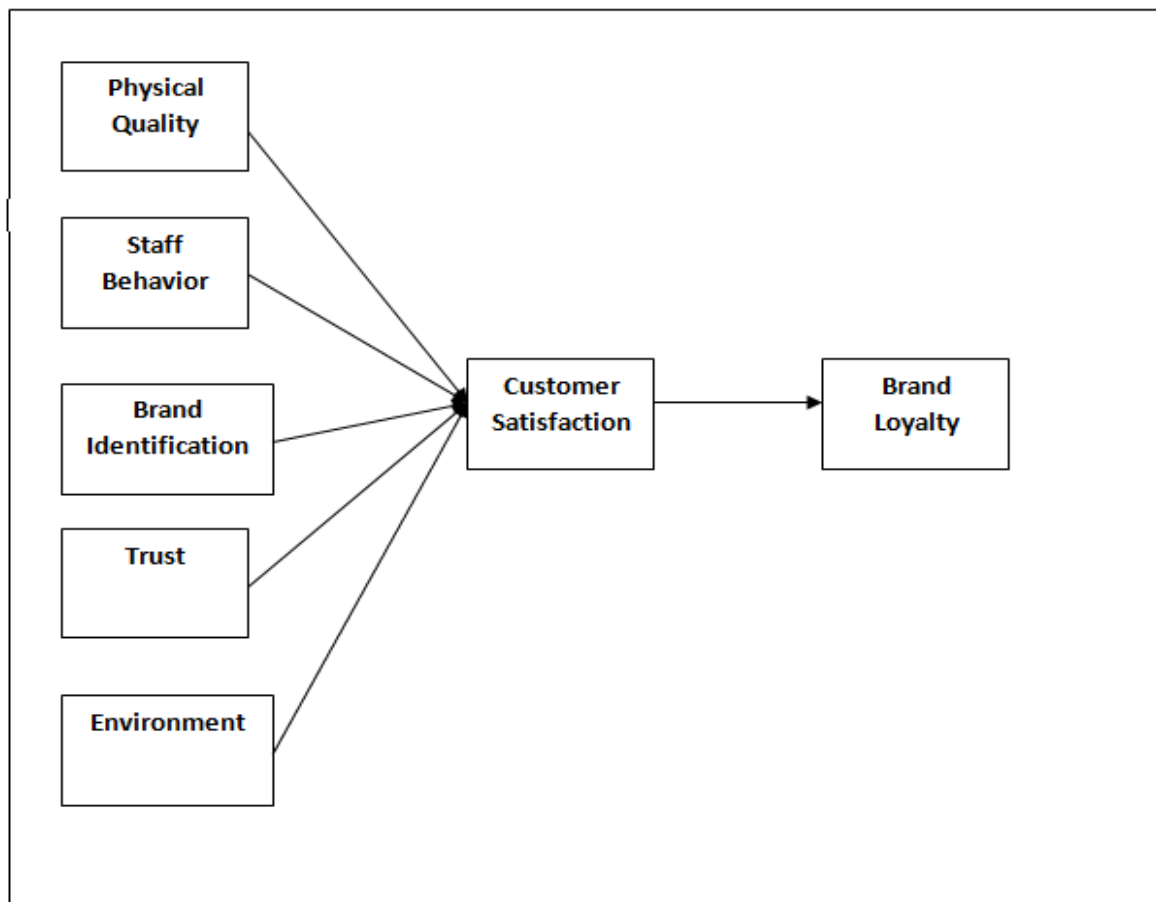 Physical
Quality
Staff
Behavior
Brand
Identification
Trust
Environment
Customer
Satisfaction
Brand
Loyalty